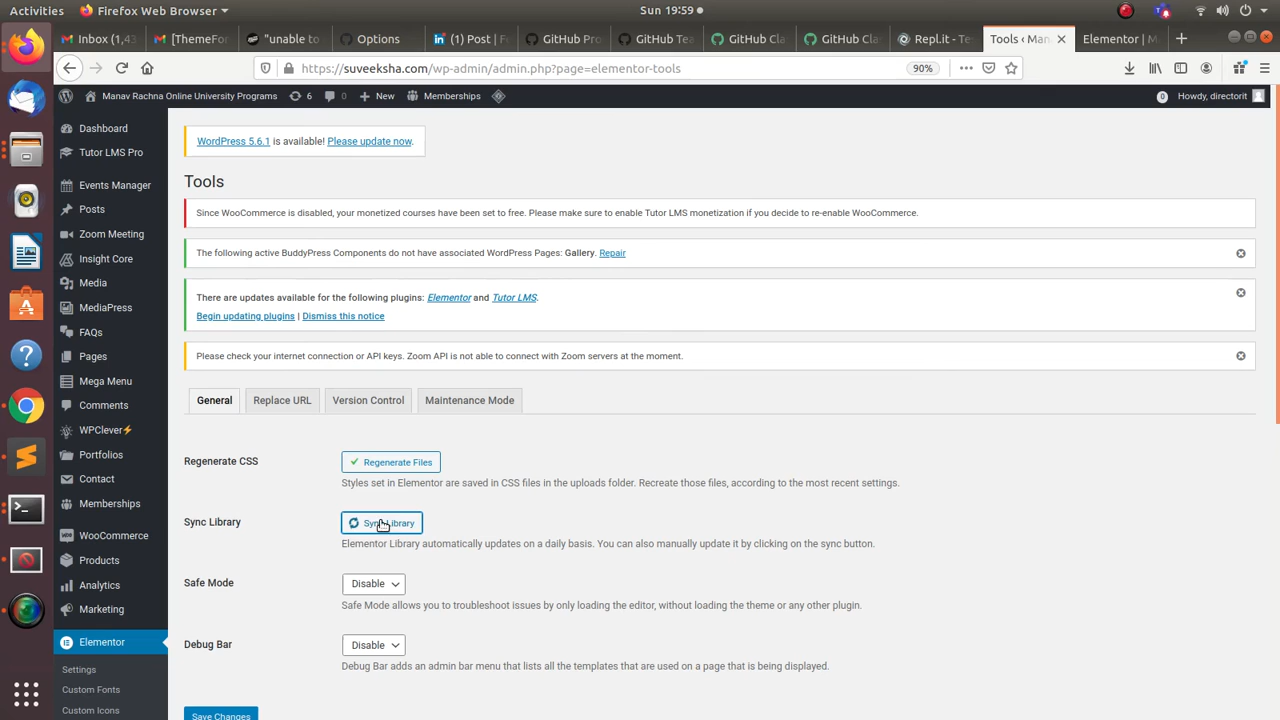 Activities
Firefox Web Browser
Sun 19:59
Inbox (1,43
[ThemeFor
"unable to
Options
(1) Post | Fe
GitHub Pro
GitHub Tea
GitHub Cla
GitHub Cla
Repl.it - Te
Tools ‹ Man
Elementor | M
https://suveeksha.com/wp-admin/admin.php?page=elementor-tools
90%
Manav Rachna Online University Programs
6
0
New
Memberships
0
Howdy, directorit
Dashboard
Tutor LMS Pro
Events Manager
Posts
Zoom Meeting
Insight Core
Media
MediaPress
FAQs
Pages
Mega Menu
Comments
WPClever⚡
Portfolios
Contact
Memberships
WooCommerce
Products
Analytics
Marketing
Elementor
Settings
Custom Fonts
Custom Icons
WordPress 5.6.1 is available! Please update now.
Tools
Since WooCommerce is disabled, your monetized courses have been set to free. Please make sure to enable Tutor LMS monetization if you decide to re-enable WooCommerce.
The following active BuddyPress Components do not have associated WordPress Pages: Gallery. Repair
There are updates available for the following plugins: Elementor and Tutor LMS.
Begin updating plugins | Dismiss this notice
Please check your internet connection or API keys. Zoom API is not able to connect with Zoom servers at the moment.
General
Replace URL
Version Control
Maintenance Mode
Regenerate CSS
Regenerate Files
Styles set in Elementor are saved in CSS files in the uploads folder. Recreate those files, according to the most recent settings.
Sync Library
Sync Library
Elementor Library automatically updates on a daily basis. You can also manually update it by clicking on the sync button.
Safe Mode
Disable
Safe Mode allows you to troubleshoot issues by only loading the editor, without loading the theme or any other plugin.
Debug Bar
Disable
Debug Bar adds an admin bar menu that lists all the templates that are used on a page that is being displayed.
Save Changes